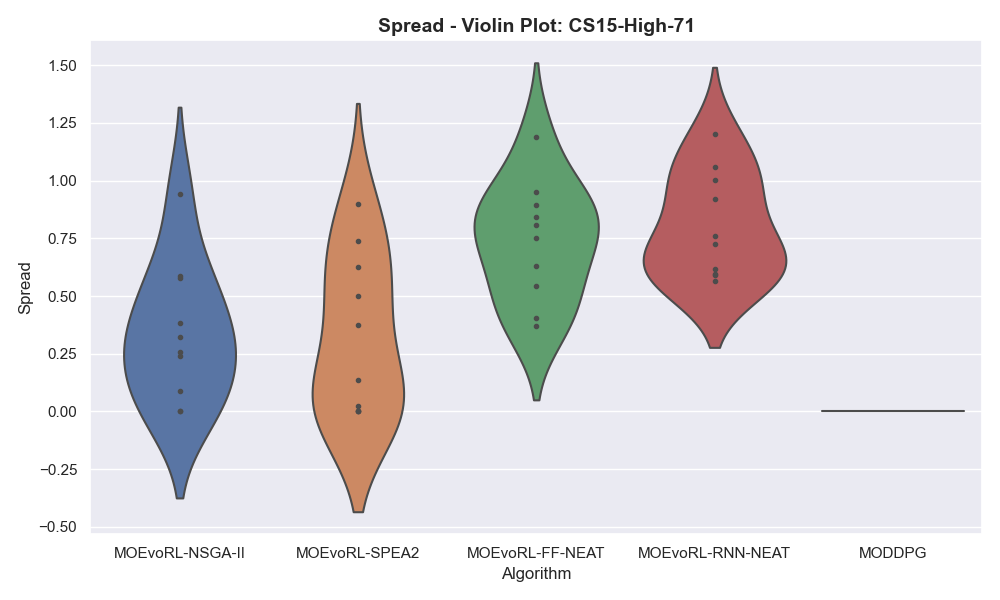 Spread - Violin Plot: CS15-High-71
1.50
1.25
1.00
0.75
0.50
0.25
0.00
−0.25
−0.50
Spread
MOEvoRL-NSGA-II
MOEvoRL-SPEA2
MOEvoRL-FF-NEAT
MOEvoRL-RNN-NEAT
MODDPG
Algorithm